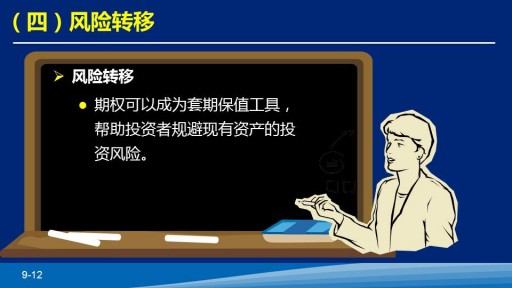 （四）风险转移
风险转移
期权可以成为套期保值工具，
帮助投资者规避现有资产的投
资风险。
9-12